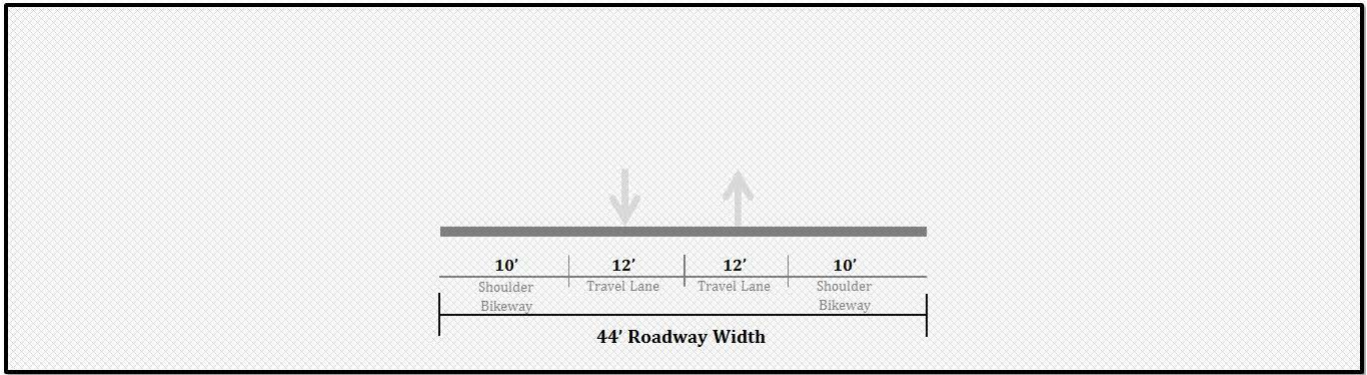 10’ 12’ 12’ 10’
Shoulder Travel Lane Travel Lane Shoulder
Bikeway Bikeway
44’ Roadway Width